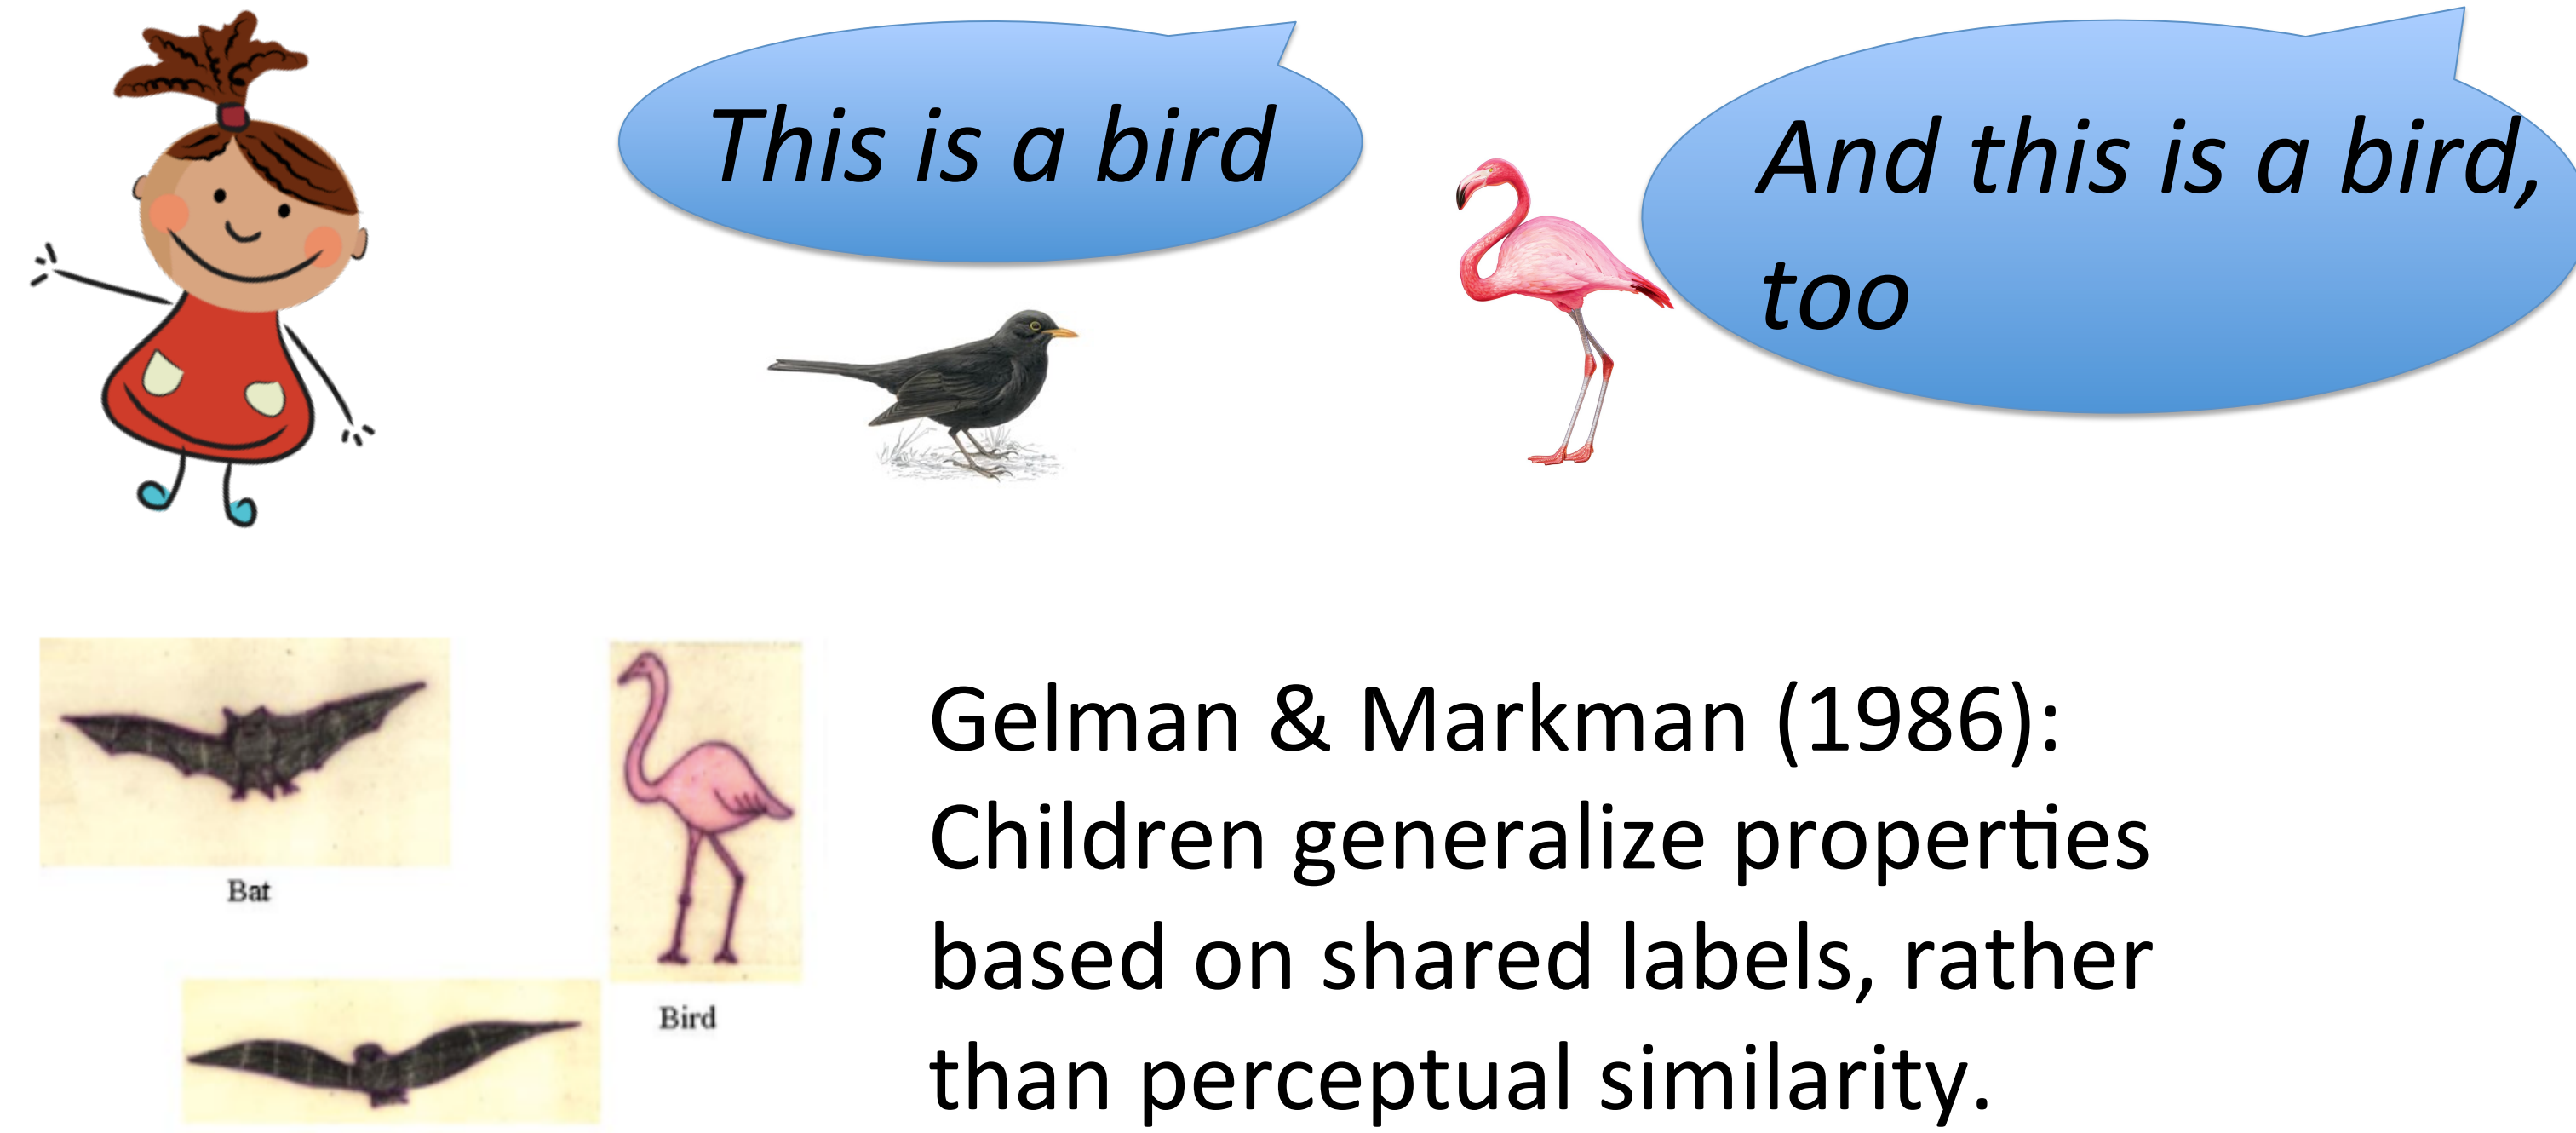 This is a bird
And this is a bird,
too
Bat
Bird
Gelman & Markman (1986):
Children generalize properties
based on shared labels, rather
than perceptual similarity.